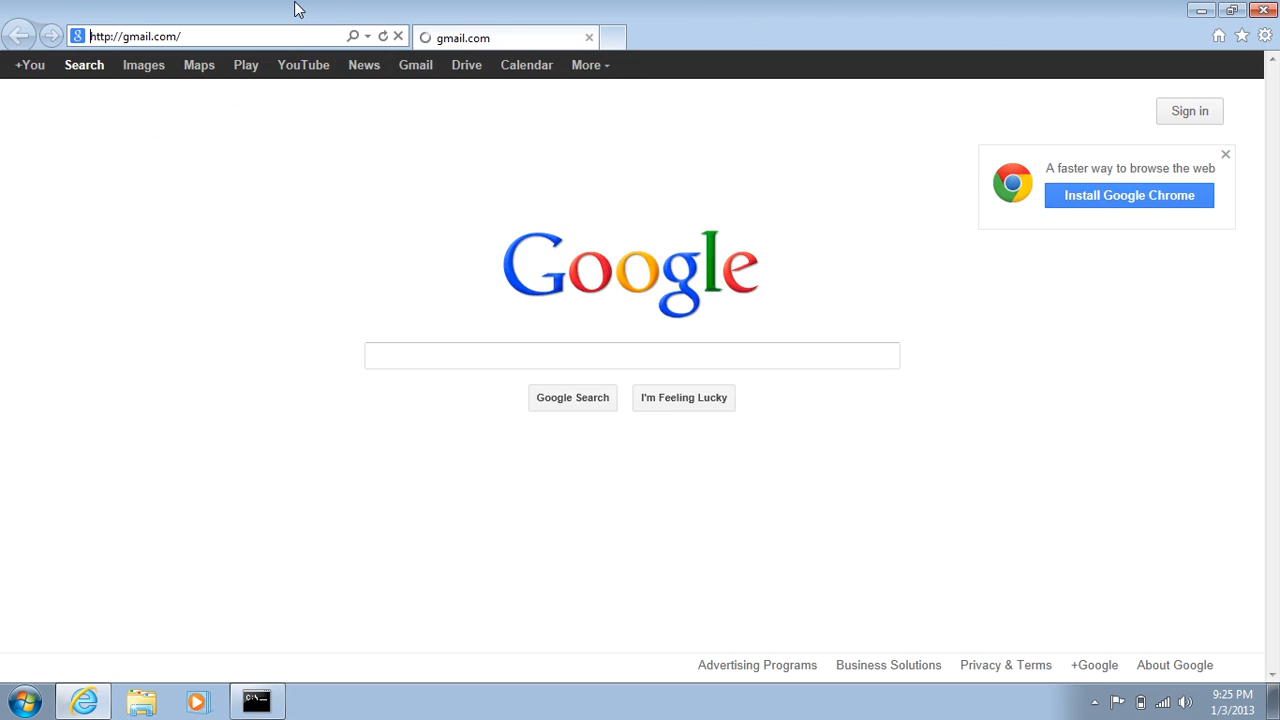 http://gmail.com/
gmail.com
+You Search Images Maps Play YouTube News Gmail Drive Calendar More
Sign in
A faster way to browse the web
Install Google Chrome
Google
Google Search I'm Feeling Lucky
Advertising Programs Business Solutions Privacy & Terms +Google About Google
C:\.
9:25 PM
1/3/2013